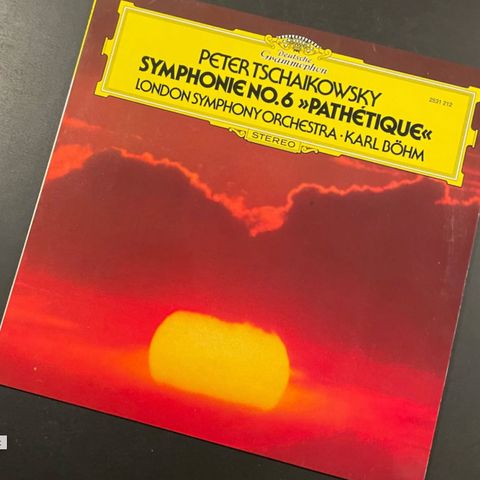 Deutsche
Grammophon
PETER TSCHAIKOWSKY
SYMPHONIE NO.6 »PATHÉTIQUE«
2531 212
LONDON SYMPHONY ORCHESTRA · KARL BÖHM
STEREO